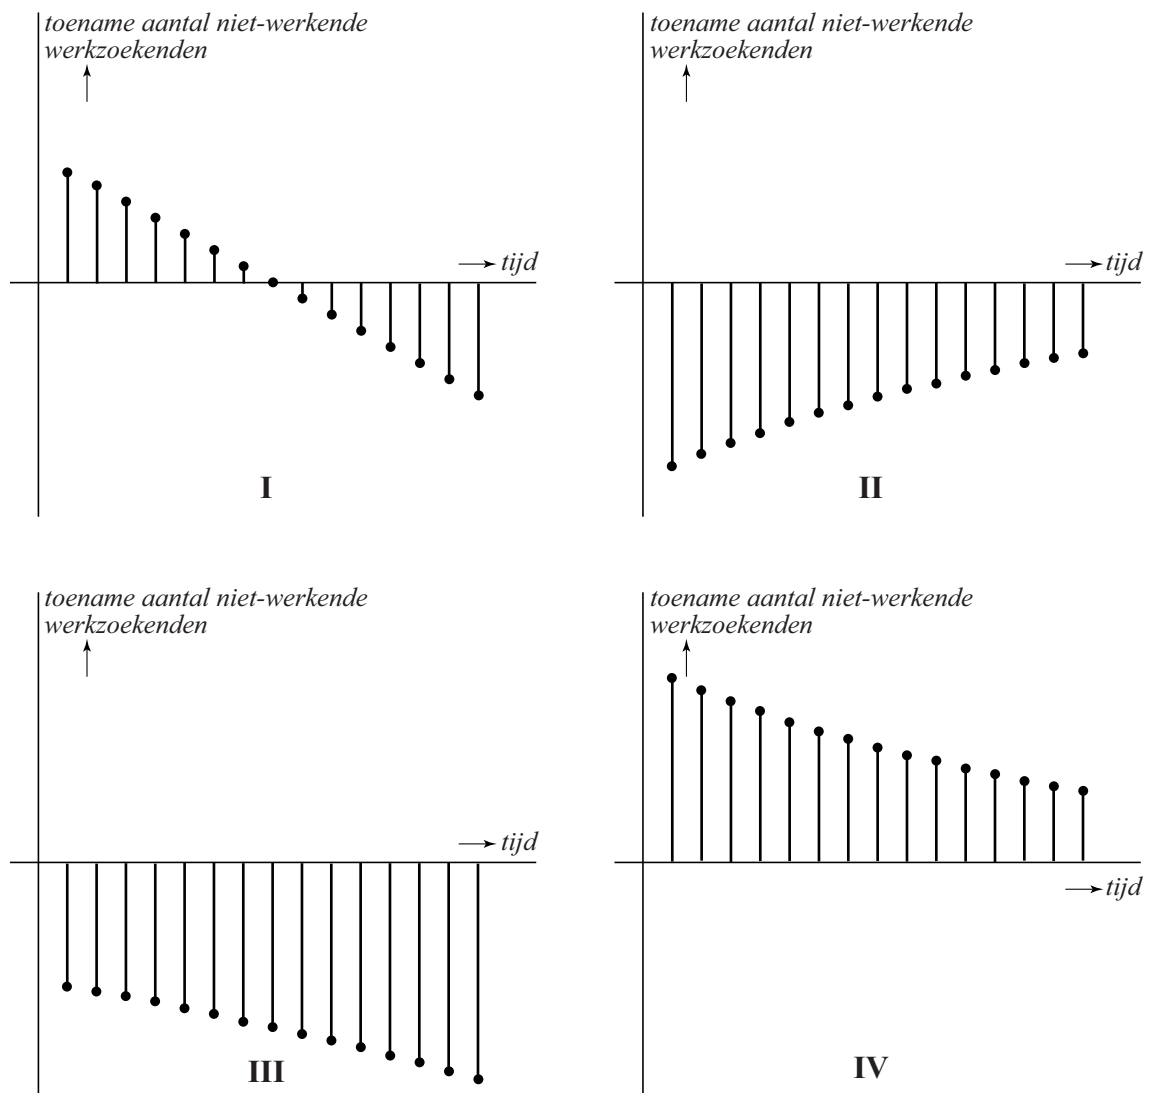 toename aantal niet-werkende
werkzoekenden
tijd
I
toename aantal niet-werkende
werkzoekenden
tijd
II
toename aantal niet-werkende
werkzoekenden
tijd
III
toename aantal niet-werkende
werkzoekenden
tijd
IV